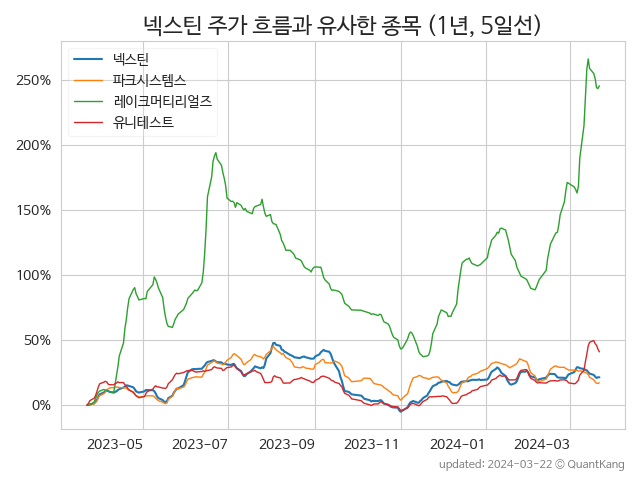 넥스틴 주가 흐름과 유사한 종목 (1년, 5일선)
넥스틴
파크시스템스
레이크머티리얼즈
유니테스트
250%
200%
150%
100%
50%
0%
2023-05 2023-07 2023-09 2023-11 2024-01 2024-03
updated: 2024-03-22 © QuantKang